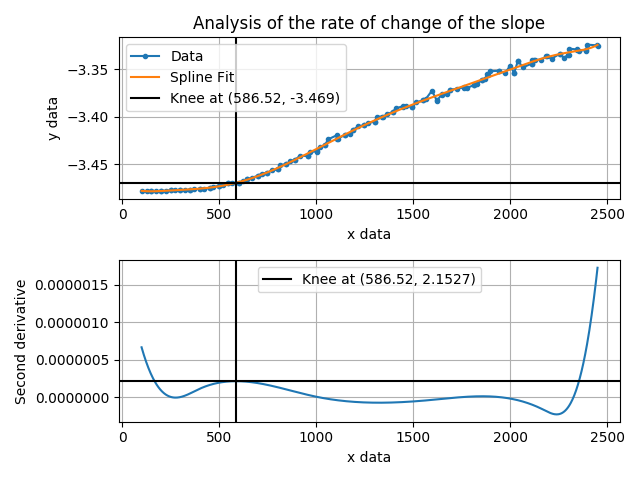 Analysis of the rate of change of the slope
Data
Spline Fit
Knee at (586.52, -3.469)
y data
−3.35
−3.40
−3.45
0 500 1000 1500 2000 2500
x data
Knee at (586.52, 2.1527)
Second derivative
0.0000015
0.0000010
0.0000005
0.0000000
0 500 1000 1500 2000 2500
x data